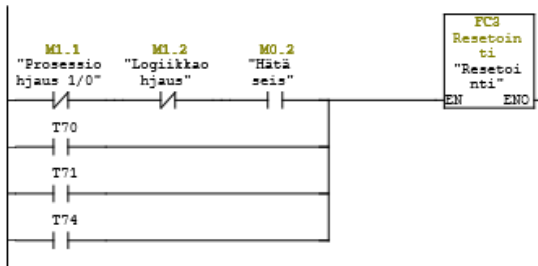 M1.1
"Prosessio
hjaus 1/0"
M1.2
"Logiikkao
hjaus"
M0.2
"Hätä
seis"
FC3
Resetoin
ti
"Resetoi
nti"
EN ENO
T70
T71
T74